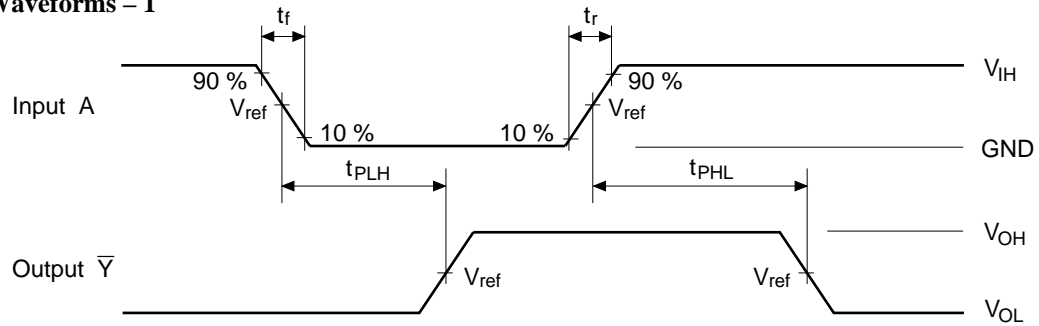 Waveforms – 1
tf
tr
90 %
90 %
VIH
Input A
Vref
Vref
10 %
10 %
GND
tPLH
tPHL
VOH
Output Y̅
Vref
Vref
VOL